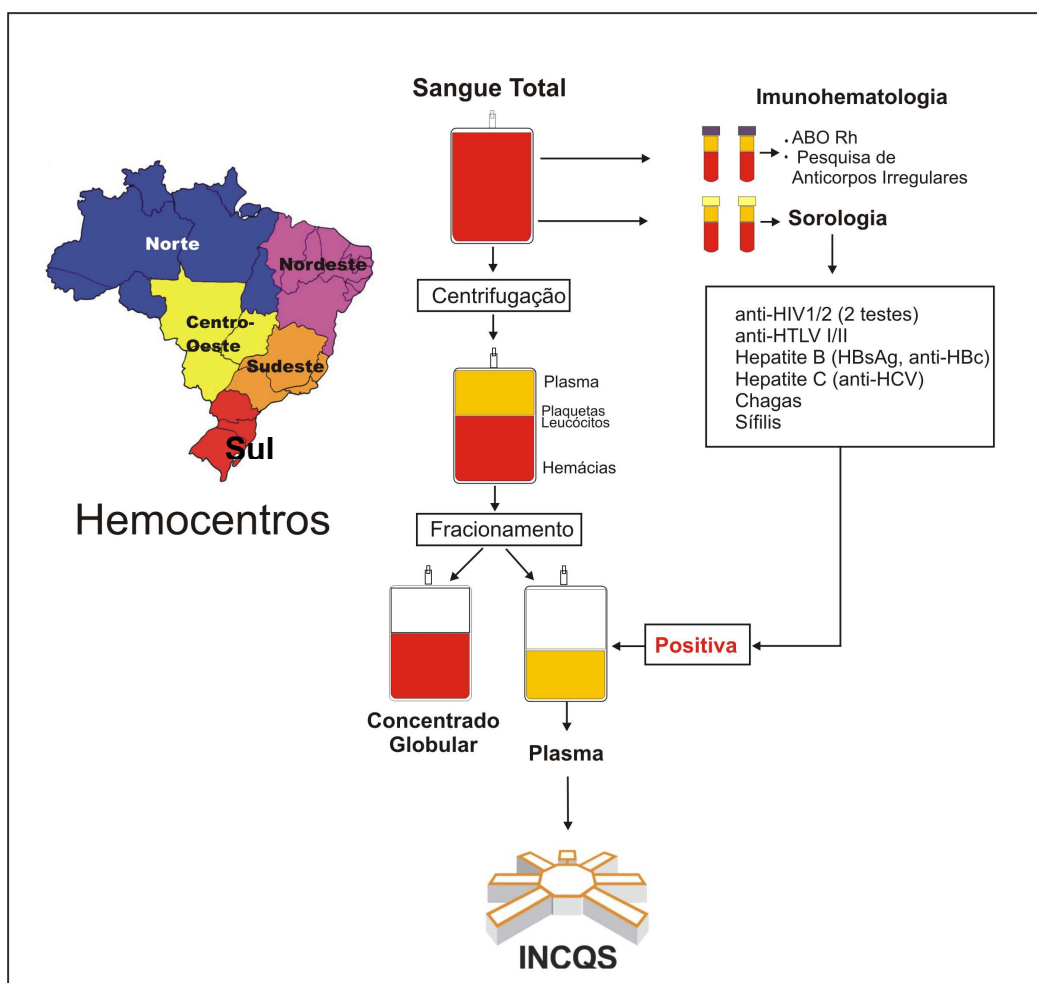 Sangue Total
Imunohematologia
· ABO Rh
· Pesquisa de
Anticorpos Irregulares
Sorologia
Norte
Nordeste
Centro-
Oeste
Sudeste
Sul
Hemocentros
Centrifugação
anti-HIV1/2 (2 testes)
anti-HTLV I/II
Hepatite B (HBsAg, anti-HBc)
Hepatite C (anti-HCV)
Chagas
Sífilis
Plasma
Plaquetas
Leucócitos
Hemácias
Fracionamento
Positiva
Concentrado
Globular
Plasma
INCQS